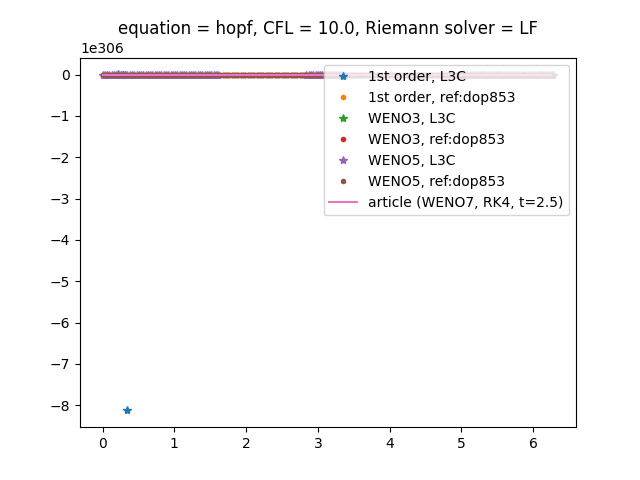 equation = hopf, CFL = 10.0, Riemann solver = LF
1e306
0
−1
−2
−3
−4
−5
−6
−7
−8
1st order, L3C
1st order, ref:dop853
WENO3, L3C
WENO3, ref:dop853
WENO5, L3C
WENO5, ref:dop853
article (WENO7, RK4, t=2.5)
0 1 2 3 4 5 6